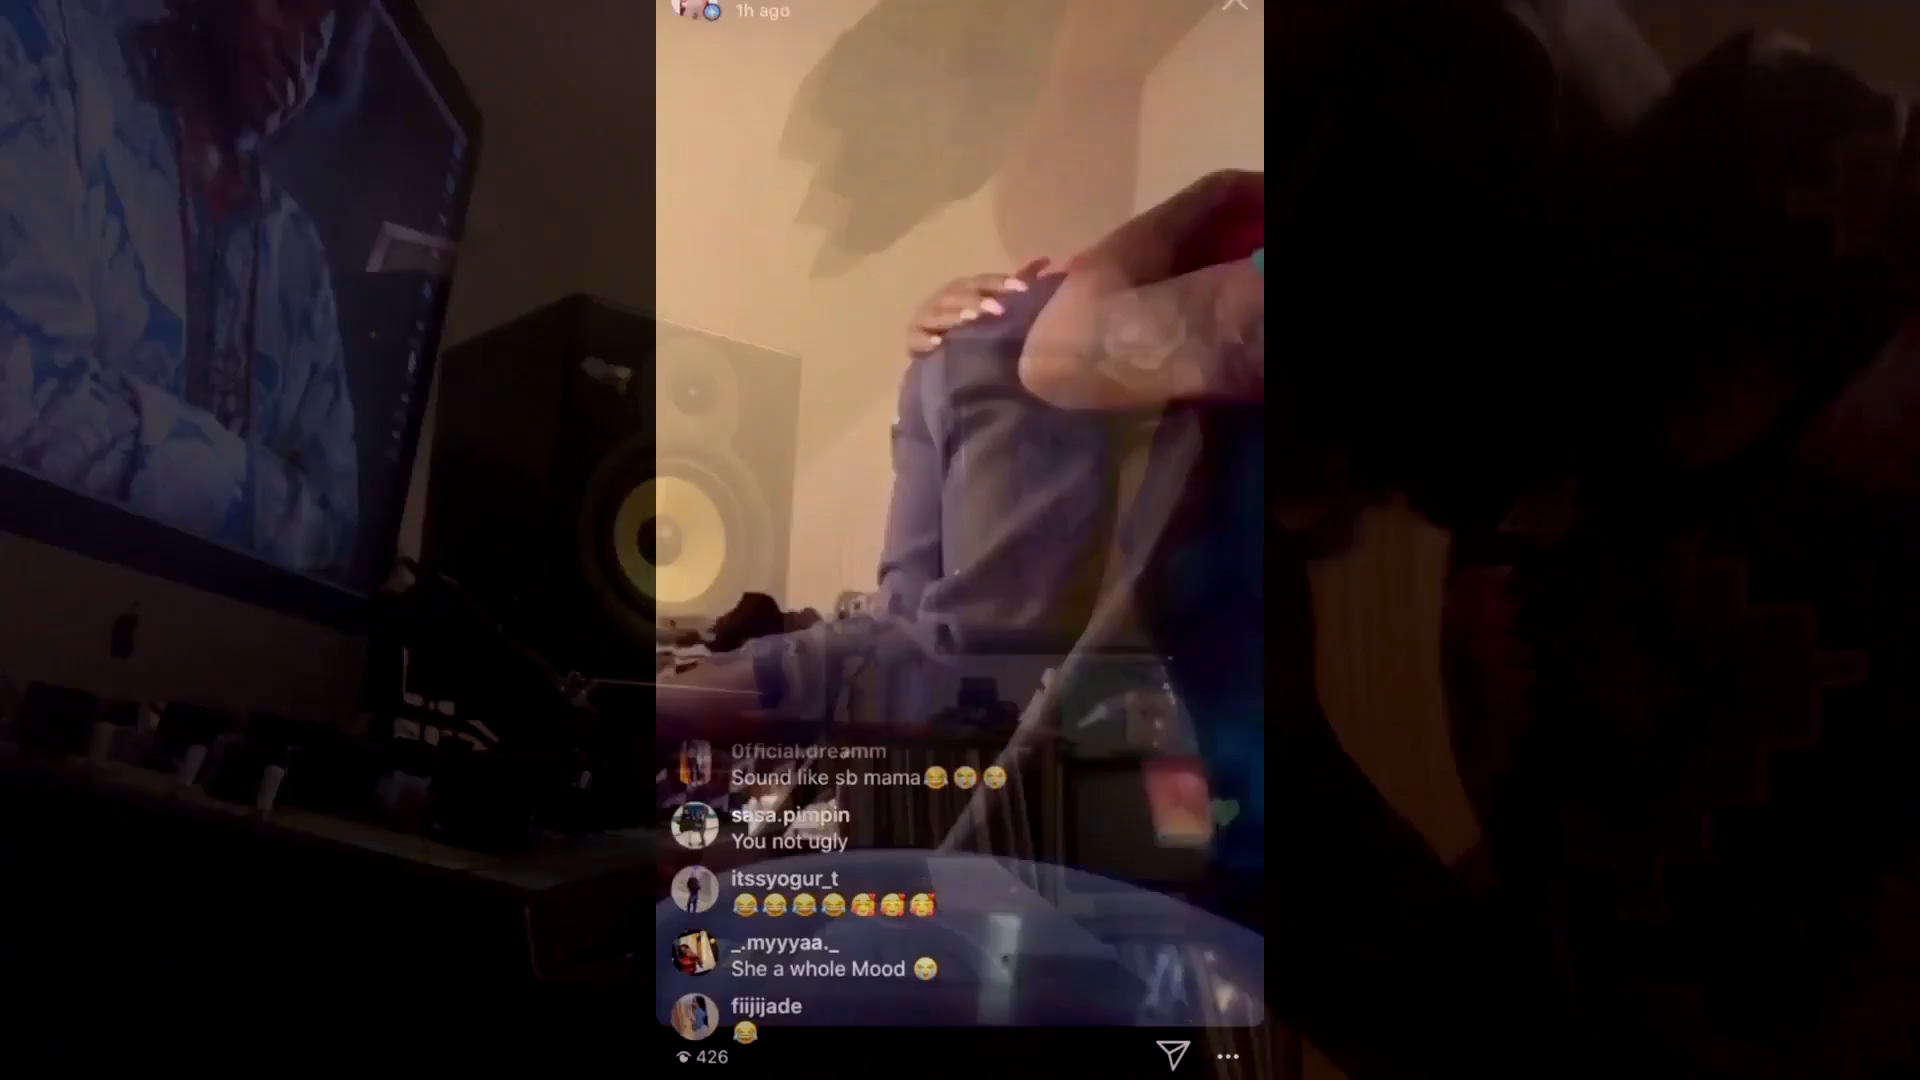 1h ago
0fficial.dreamm
Sound like sb mama😂😭😭
sasa.pimpin
You not ugly
itssyogur_t
😂😂😂😂🥰🥰🥰
_.myyyaa._
She a whole Mood 😭
fiijijade
😂
426